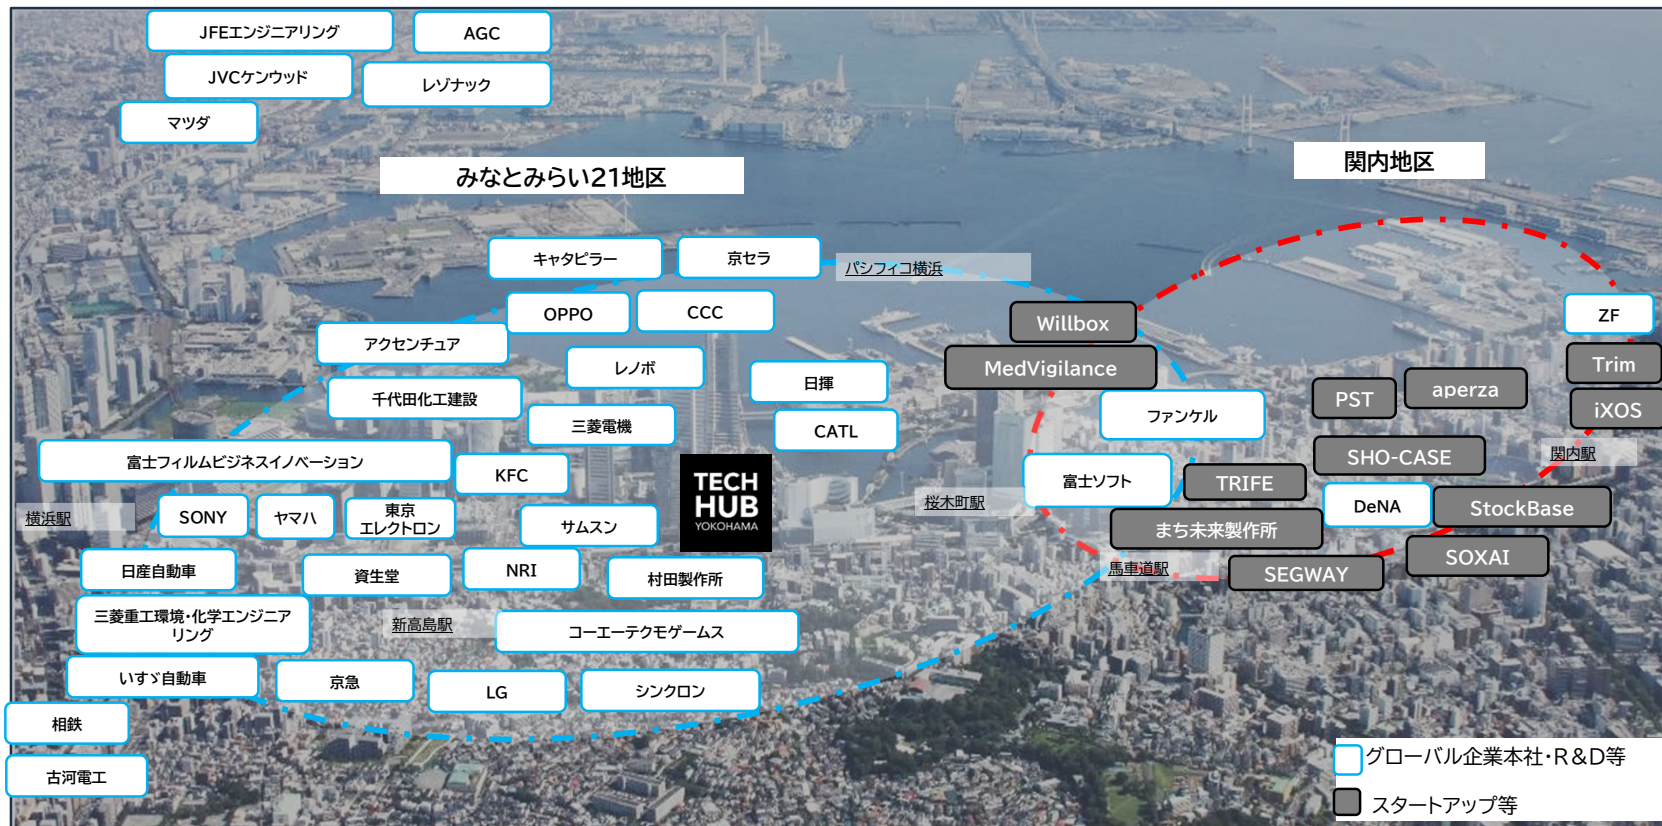 JFEエンジニアリング
AGC
JVCケンウッド
レゾナック
マツダ
みなとみらい21地区
関内地区
キャタピラー
京セラ
パシフィコ横浜
OPPO
CCC
アクセンチュア
レノボ
日揮
千代田化工建設
三菱電機
CATL
富士フィルムビジネスイノベーション
KFC
横浜駅
SONY
ヤマハ
東京
エレクトロン
サムスン
TECH
HUB
YOKOHAMA
日産自動車
資生堂
NRI
村田製作所
三菱重工環境・化学エンジニア
リング
新高島駅
コーエーテクモゲームス
いすゞ自動車
京急
LG
シンクロン
相鉄
古河電工
Willbox
MedVigilance
ファンケル
桜木町駅
富士ソフト
TRIFE
まち未来製作所
馬車道駅
SEGWAY
ZF
Trim
PST
aperza
iXOS
SHO-CASE
関内駅
DeNA
StockBase
SOXAI
グローバル企業本社・R&D等
スタートアップ等